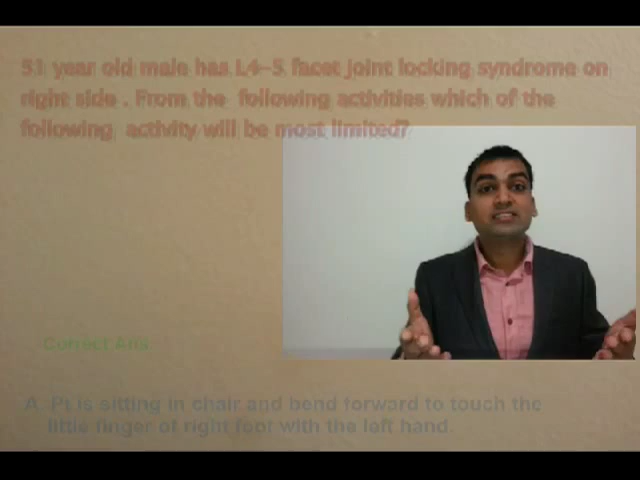 51 year old male has L4-5 facet joint locking syndrome on
right side . From the following activities which of the
following activity will be most limited?
Correct Ans
A. Pt is sitting in chair and bend forward to touch the
little finger of right foot with the left hand.